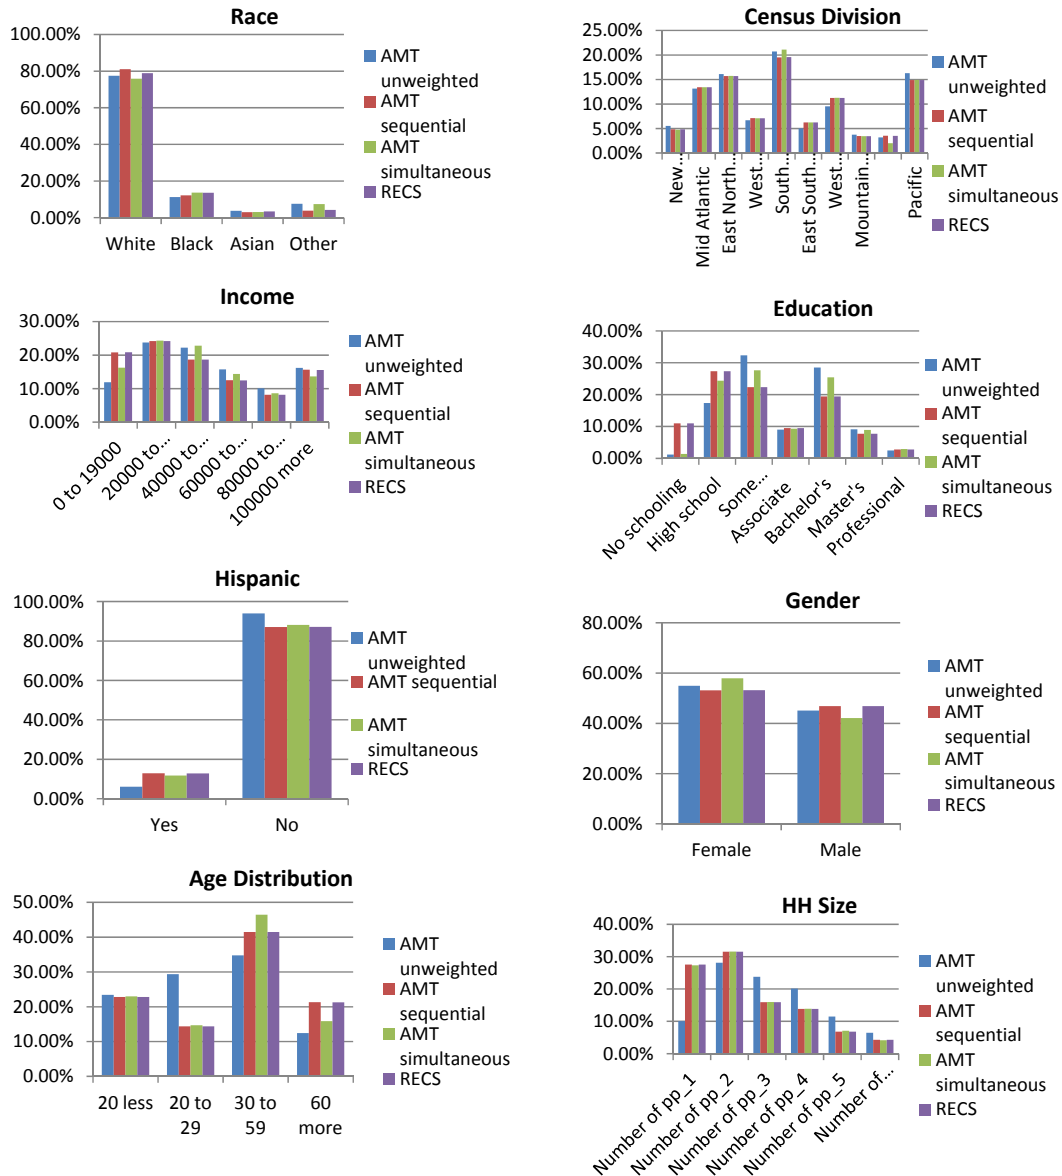 Race
100.00%
80.00%
60.00%
40.00%
20.00%
0.00%
White
Black
Asian
Other
AMT
unweighted
AMT
sequential
AMT
simultaneous
RECS
Census Division
25.00%
20.00%
15.00%
10.00%
5.00%
0.00%
New...
Mid Atlantic
East North...
West...
South...
East South...
West...
Mountain
Pacific
AMT
unweighted
AMT
sequential
AMT
simultaneous
RECS
Income
30.00%
20.00%
10.00%
0.00%
0 to 19000
20000 to...
40000 to...
60000 to...
80000 to...
100000 more
AMT
unweighted
AMT
sequential
AMT
simultaneous
RECS
Education
40.00%
30.00%
20.00%
10.00%
0.00%
No schooling
High school
Some...
Associate
Bachelor's
Master's
Professional
AMT
unweighted
AMT
sequential
AMT
simultaneous
RECS
Hispanic
100.00%
80.00%
60.00%
40.00%
20.00%
0.00%
Yes
No
AMT
unweighted
AMT sequential
AMT
simultaneous
RECS
Gender
80.00%
60.00%
40.00%
20.00%
0.00%
Female
Male
AMT
unweighted
AMT
sequential
AMT
simultaneous
RECS
Age Distribution
50.00%
40.00%
30.00%
20.00%
10.00%
0.00%
20 less
20 to
29
30 to
59
60
more
AMT
unweighted
AMT
sequential
AMT
simultaneous
RECS
HH Size
40.00%
30.00%
20.00%
10.00%
0.00%
Number of pp_1
Number of pp_2
Number of pp_3
Number of pp_4
Number of pp_5
Number of...
AMT
unweighted
AMT
sequential
AMT
simultaneous
RECS